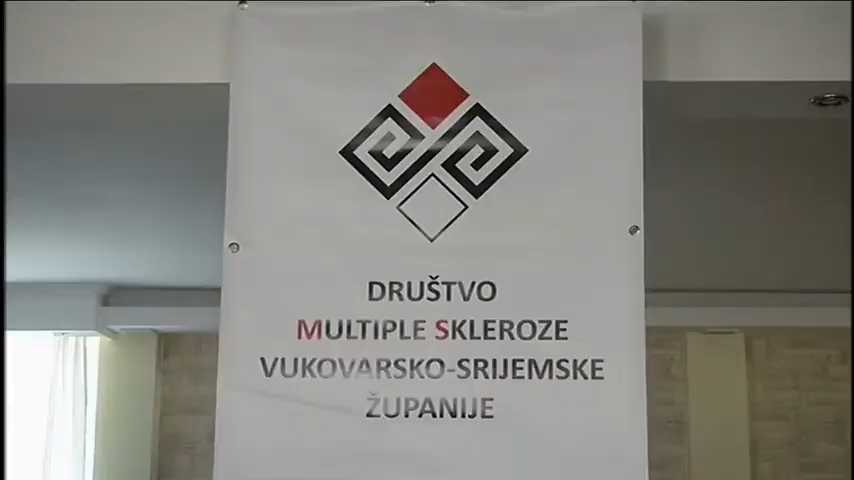 DRUŠTVO
MULTIPLE SKLEROZE
VUKOVARSKO-SRIJEMSKE
ŽUPANIJE